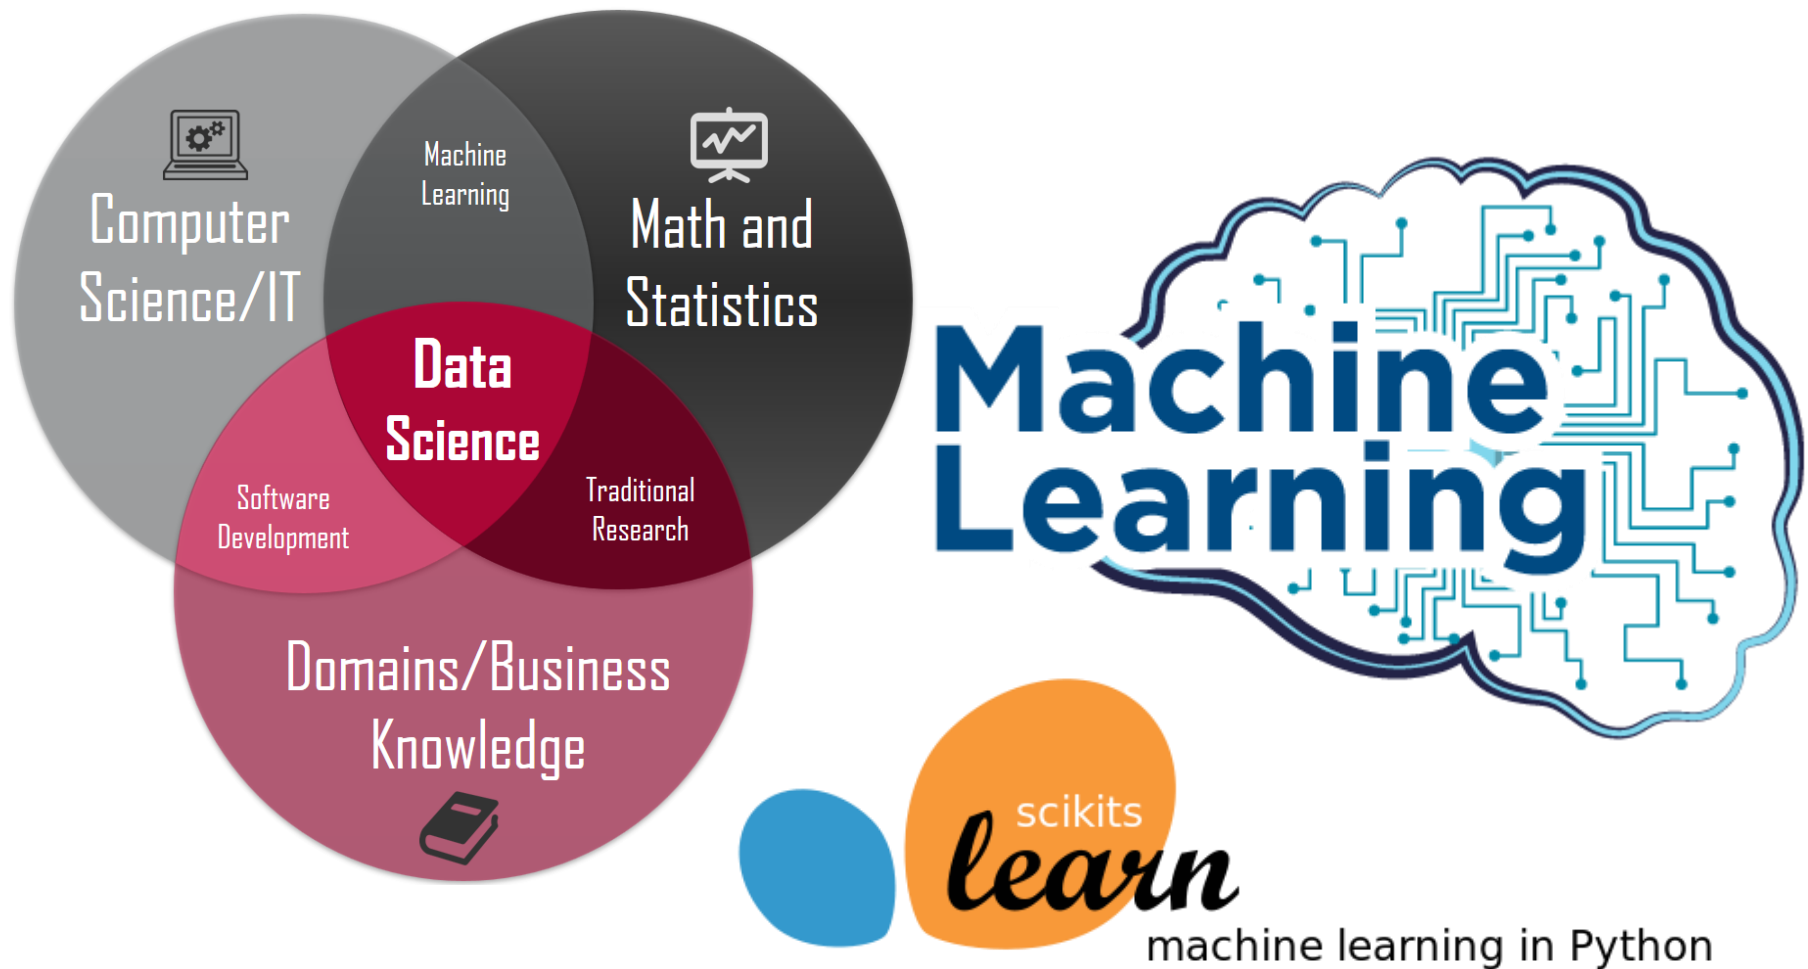 Computer
Science/IT
Machine
Learning
Math and
Statistics
Data
Science
Software
Development
Traditional
Research
Domains/Business
Knowledge
Machine
Learning
scikits
learn
machine learning in Python